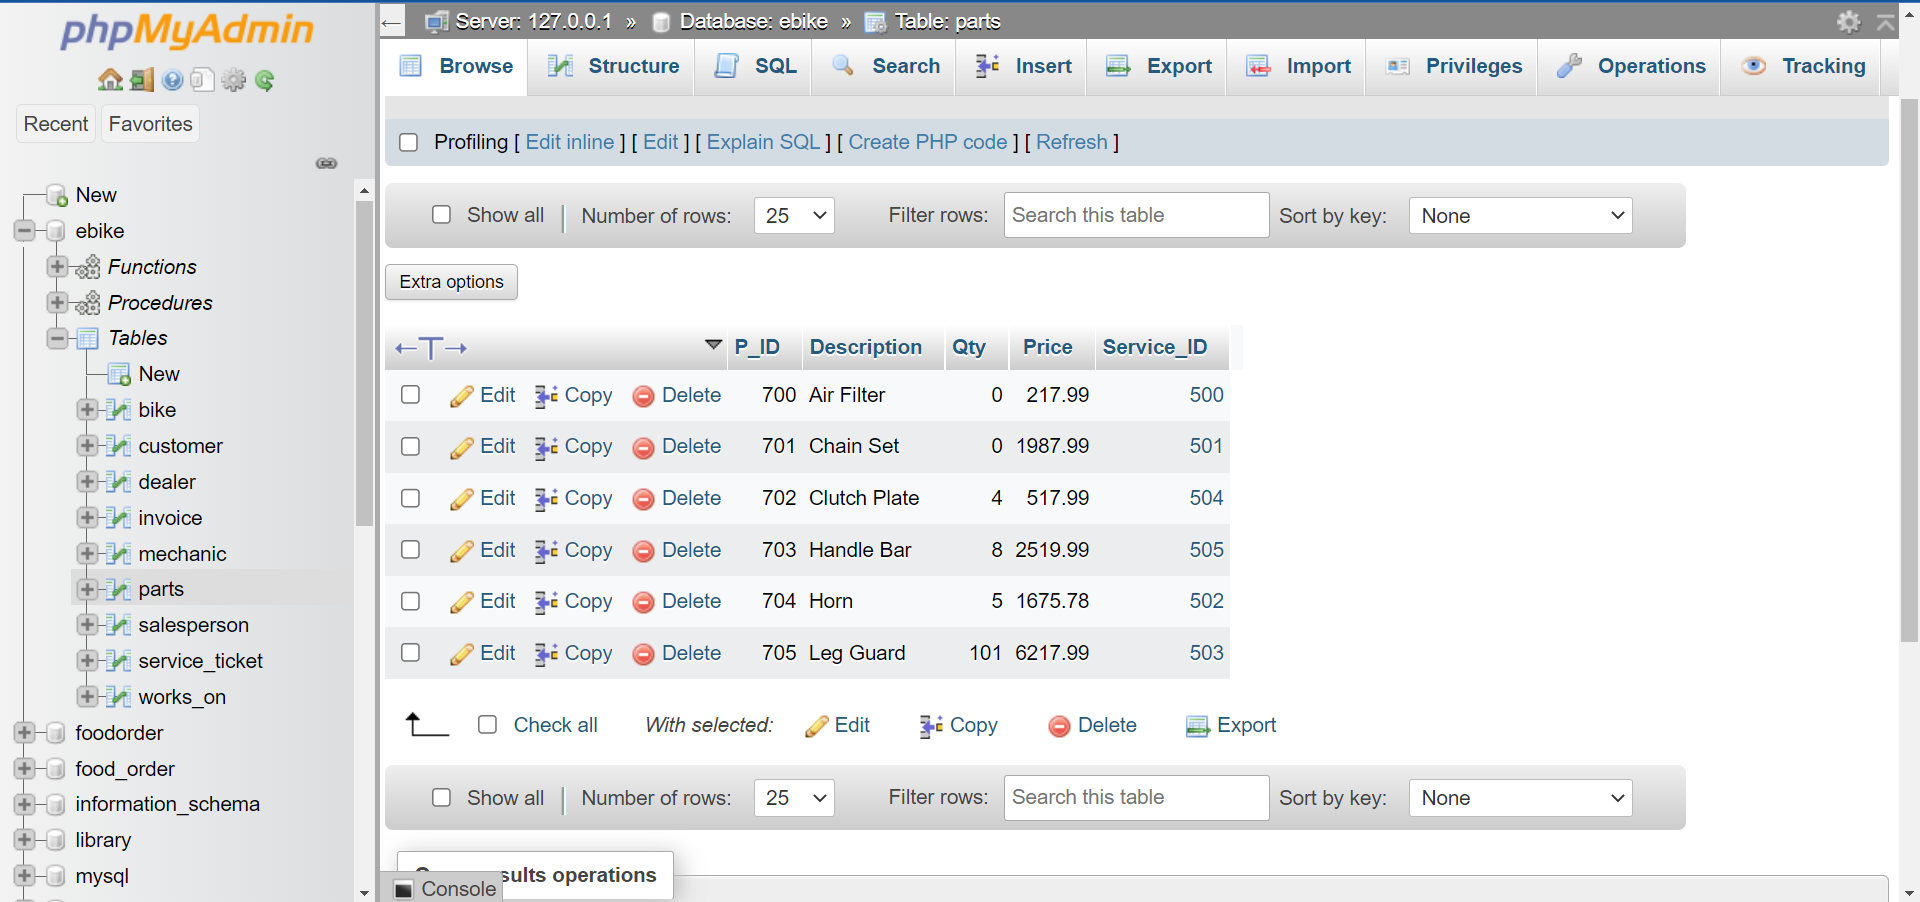 phpMyAdmin
Recent Favorites
New
ebike
Functions
Procedures
Tables
New
bike
customer
dealer
invoice
mechanic
parts
salesperson
service_ticket
works_on
foodorder
food_order
information_schema
library
mysql
Server: 127.0.0.1 » Database: ebike » Table: parts
Browse Structure SQL Search Insert Export Import Privileges Operations Tracking
Profiling [ Edit inline ] [ Edit ] [ Explain SQL ] [ Create PHP code ] [ Refresh ]
Show all | Number of rows: 25 Filter rows: Search this table Sort by key: None
Extra options
←T→ P_ID Description Qty Price Service_ID
Edit Copy Delete 700 Air Filter 0 217.99 500
Edit Copy Delete 701 Chain Set 0 1987.99 501
Edit Copy Delete 702 Clutch Plate 4 517.99 504
Edit Copy Delete 703 Handle Bar 8 2519.99 505
Edit Copy Delete 704 Horn 5 1675.78 502
Edit Copy Delete 705 Leg Guard 101 6217.99 503
Check all With selected: Edit Copy Delete Export
Show all | Number of rows: 25 Filter rows: Search this table Sort by key: None
operations
Console